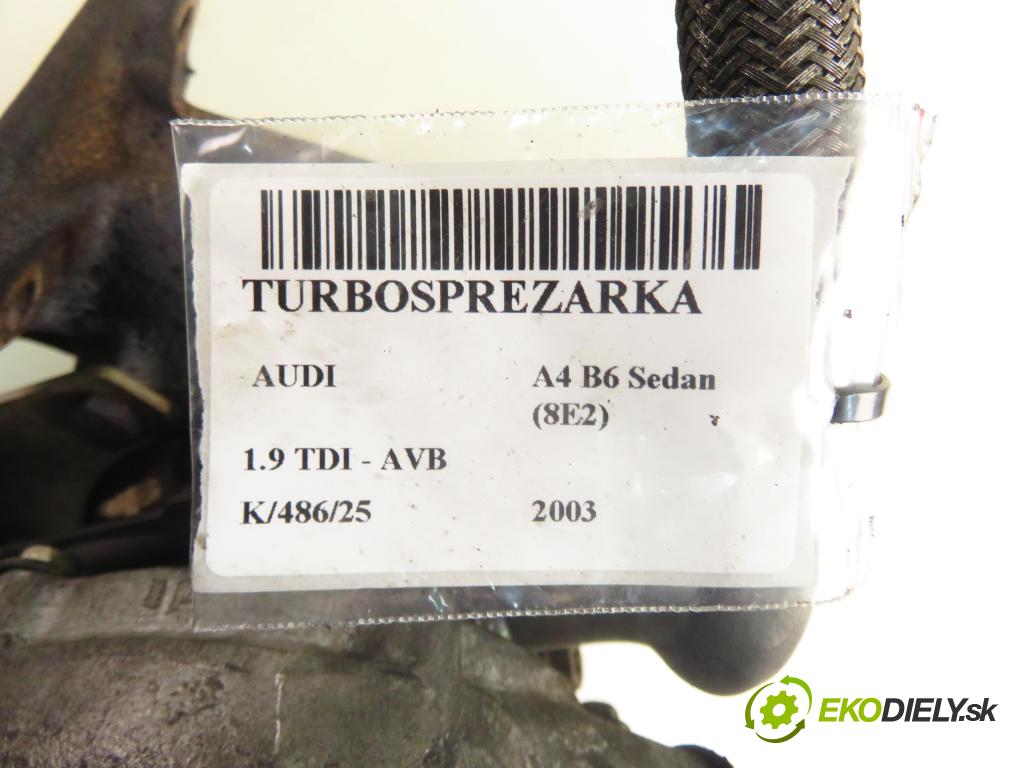 TURBOSPREZARKA
AUDI
A4 B6 Sedan
(8E2)
1.9 TDI - AVB
K/486/25
2003
EKODIELY.sk